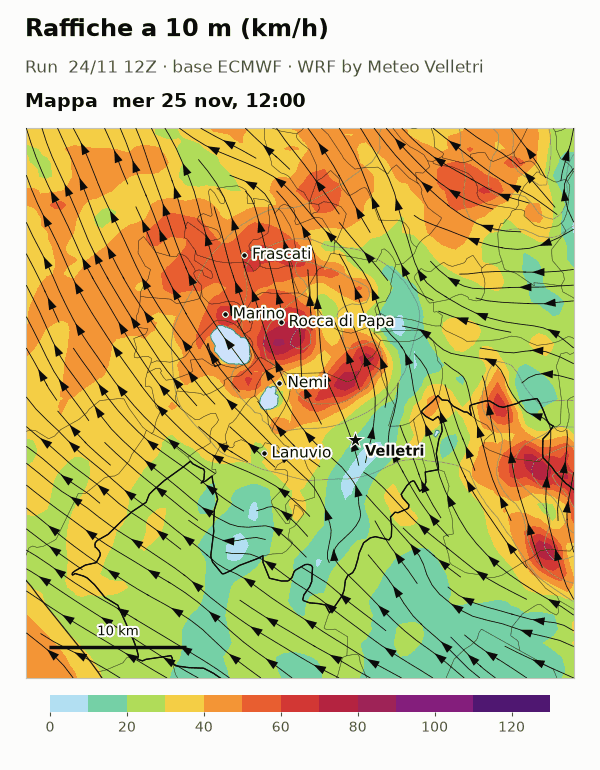 Raffiche a 10 m (km/h)
Run  24/11 12Z · base ECMWF · WRF by Meteo Velletri
Mappa  mer 25 nov, 12:00
Frascati
Marino
Rocca di Papa
Nemi
Velletri
Lanuvio
10 km
0 20 40 60 80 100 120